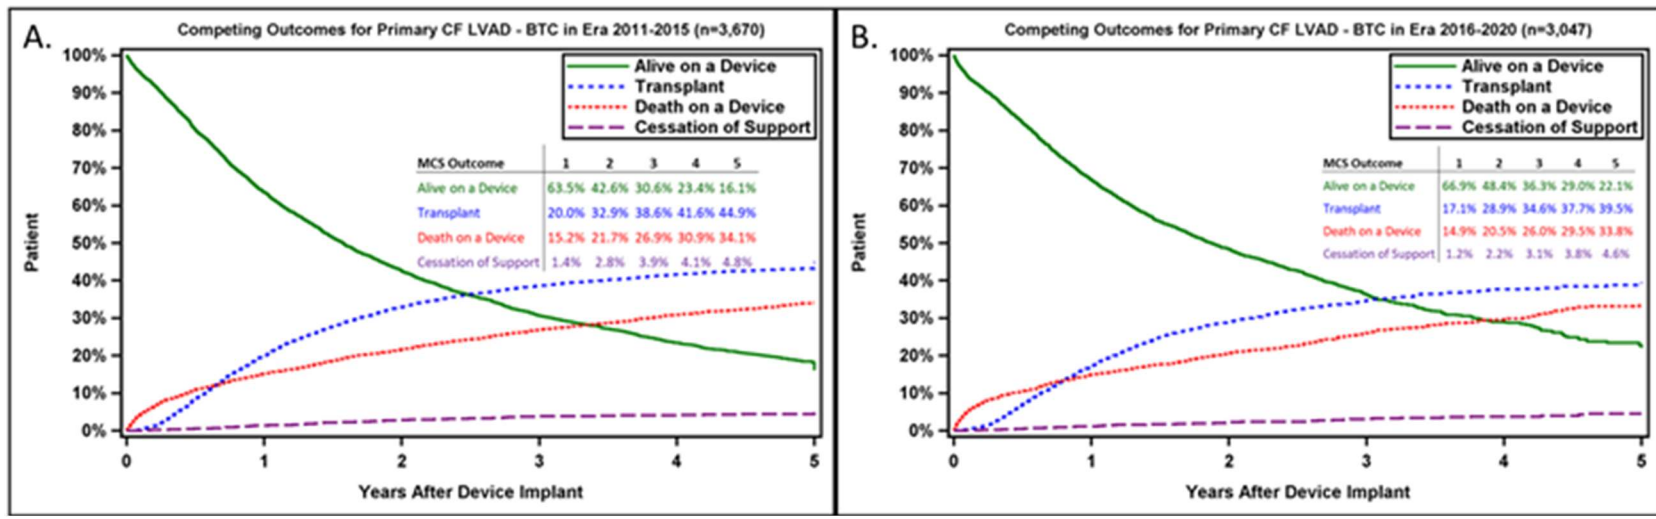 A.
Competing Outcomes for Primary CF LVAD - BTC in Era 2011-2015 (n=3,670)
100%
90%
80%
70%
60%
50%
40%
30%
20%
10%
0%
Patient
Alive on a Device
Transplant
Death on a Device
Cessation of Support
MCS Outcome 1 2 3 4 5
Alive on a Device 63.5% 42.6% 30.6% 23.4% 16.1%
Transplant 20.0% 32.9% 38.6% 41.6% 44.9%
Death on a Device 15.2% 21.7% 26.9% 30.9% 34.1%
Cessation of Support 1.4% 2.8% 3.9% 4.1% 4.8%
0 1 2 3 4 5
Years After Device Implant
B.
Competing Outcomes for Primary CF LVAD - BTC in Era 2016-2020 (n=3,047)
100%
90%
80%
70%
60%
50%
40%
30%
20%
10%
0%
Patient
Alive on a Device
Transplant
Death on a Device
Cessation of Support
MCS Outcome 1 2 3 4 5
Alive on a Device 66.9% 48.4% 36.3% 29.0% 22.1%
Transplant 17.1% 28.9% 34.6% 37.7% 39.5%
Death on a Device 14.9% 20.5% 26.0% 29.5% 33.8%
Cessation of Support 1.2% 2.2% 3.1% 3.8% 4.6%
0 1 2 3 4 5
Years After Device Implant